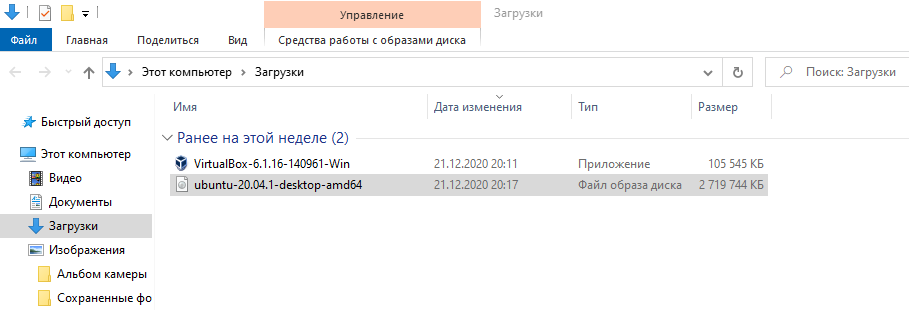 Управление
Загрузки
Файл Главная Поделиться Вид Средства работы с образами диска
Этот компьютер Загрузки Поиск: Загрузки
Имя Дата изменения Тип Размер
Быстрый доступ
Ранее на этой неделе (2)
Этот компьютер
VirtualBox-6.1.16-140961-Win 21.12.2020 20:11 Приложение 105 545 КБ
Видео
ubuntu-20.04.1-desktop-amd64 21.12.2020 20:17 Файл образа диска 2 719 744 КБ
Документы
Загрузки
Изображения
Альбом камеры
Сохраненные фо